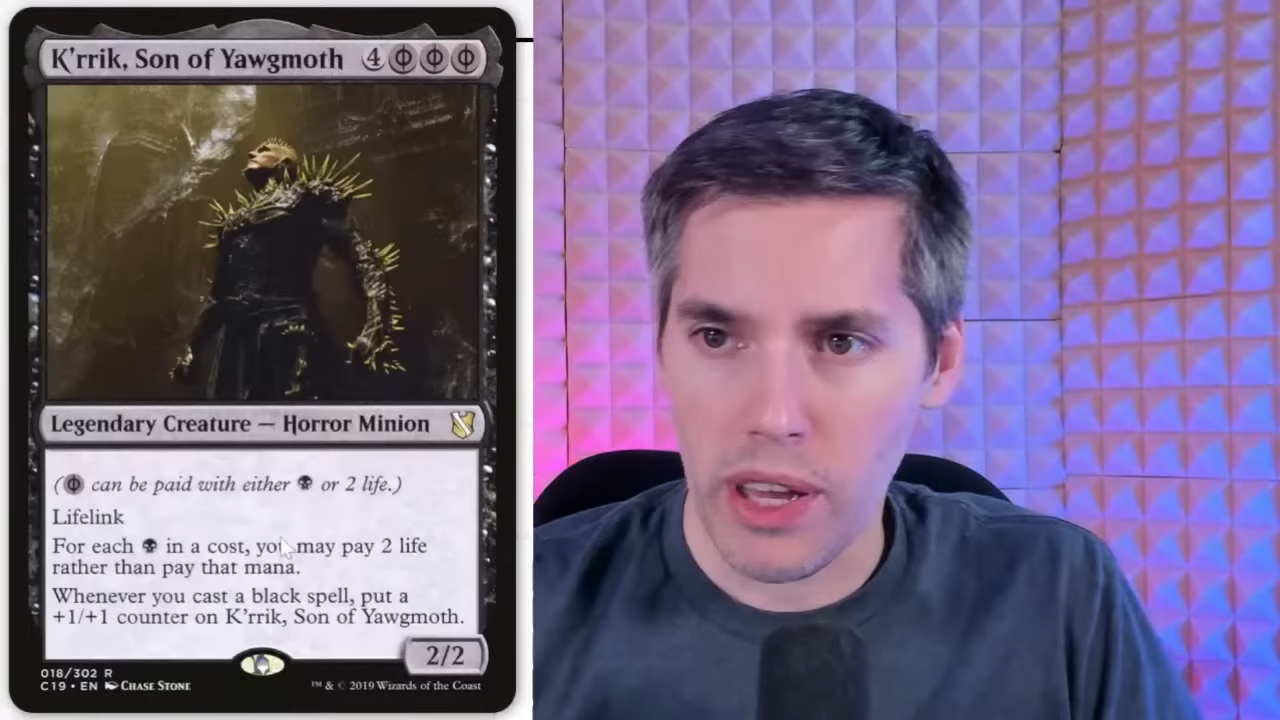 K'rrik, Son of Yawgmoth 4
Legendary Creature — Horror Minion
( can be paid with either or 2 life.)
Lifelink
For each in a cost, you may pay 2 life
rather than pay that mana.
Whenever you cast a black spell, put a
+1/+1 counter on K'rrik, Son of Yawgmoth.
2/2
018/302 R
C19 • EN CHASE STONE
™ & © 2019 Wizards of the Coast